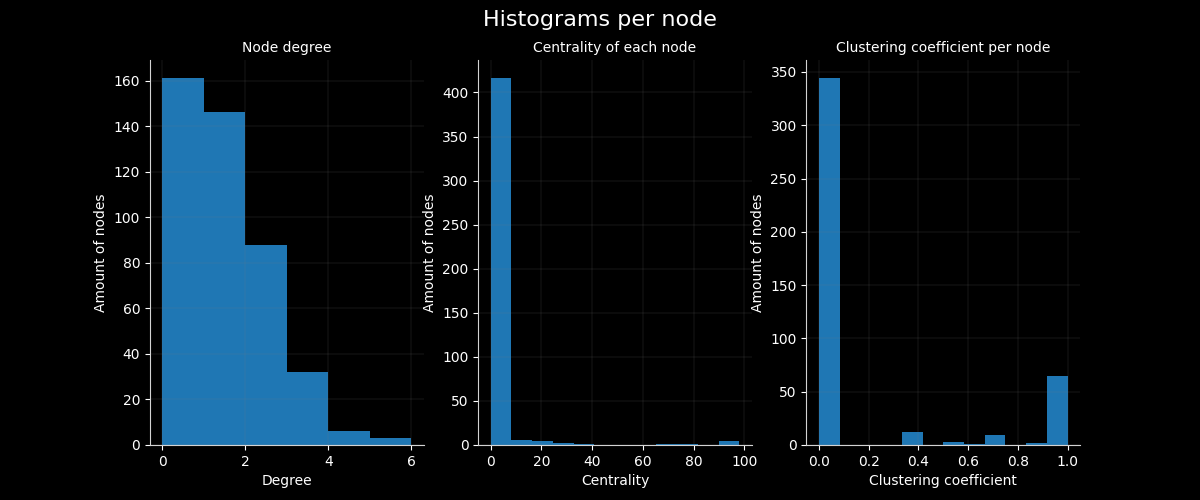 Histograms per node
Node degree
Amount of nodes
160
140
120
100
80
60
40
20
0
0 2 4 6
Degree
Centrality of each node
Amount of nodes
400
350
300
250
200
150
100
50
0
0 20 40 60 80 100
Centrality
Clustering coefficient per node
Amount of nodes
350
300
250
200
150
100
50
0
0.0 0.2 0.4 0.6 0.8 1.0
Clustering coefficient